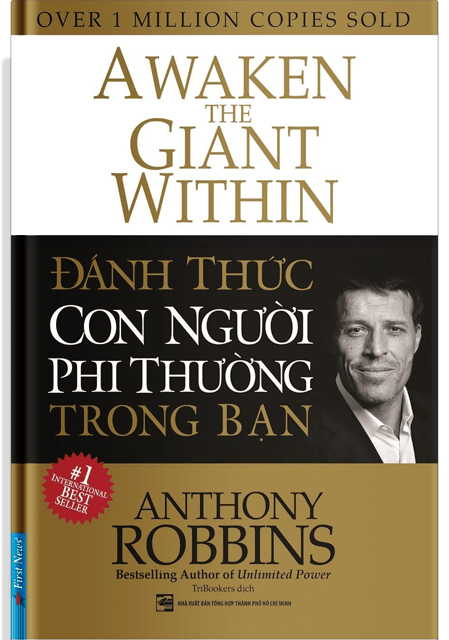 OVER 1 MILLION COPIES SOLD
AWAKEN
THE
GIANT
WITHIN
ĐÁNH THỨC
CON NGƯỜI
PHI THƯỜNG
TRONG BẠN
#1
INTERNATIONAL
BEST
SELLER
ANTHONY
ROBBINS
Bestselling Author of Unlimited Power
TriBookers dịch
NHÀ XUẤT BẢN TỔNG HỢP THÀNH PHỐ HỒ CHÍ MINH
First News